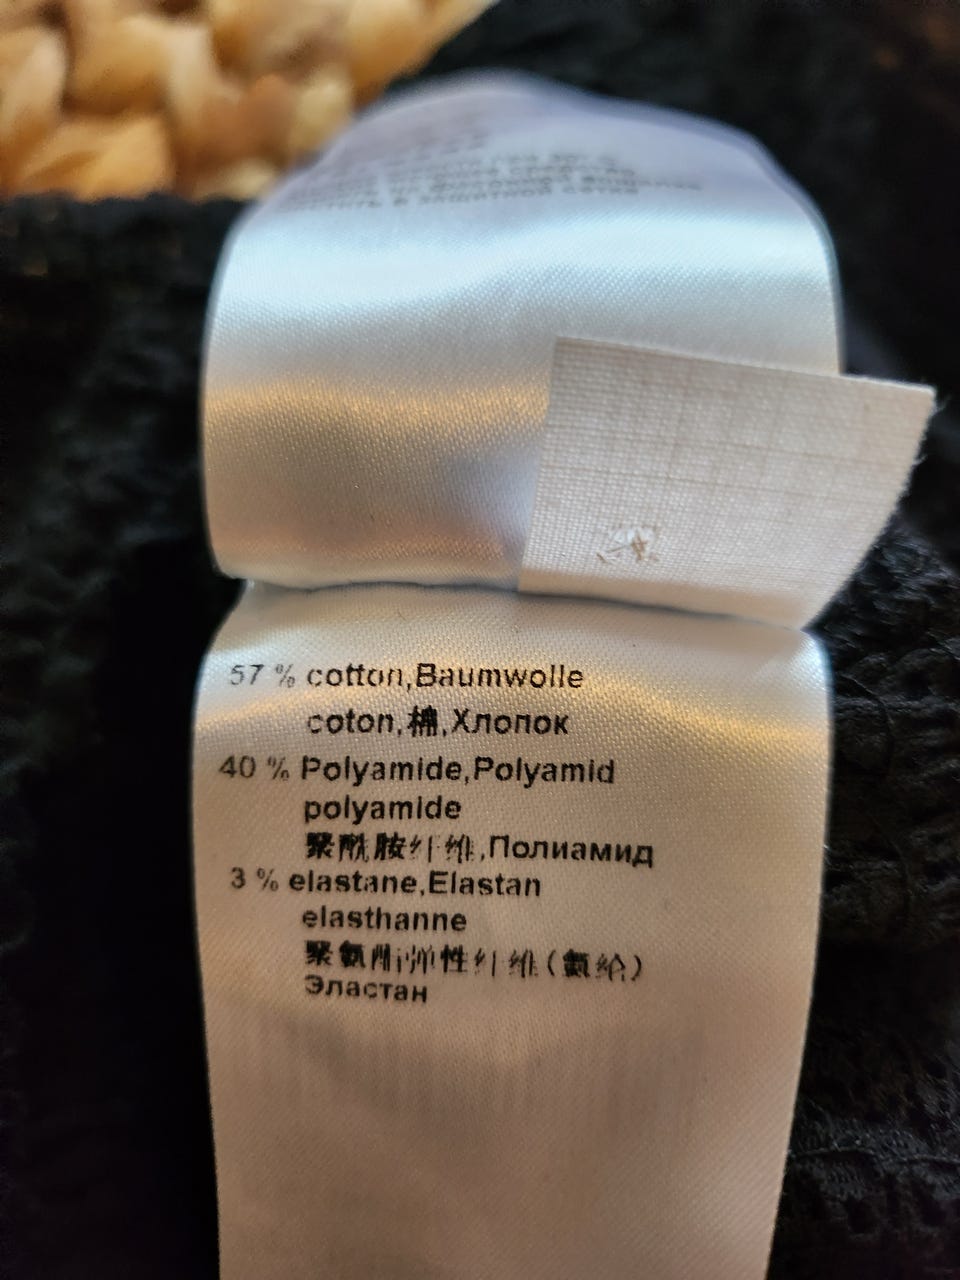 57 % cotton,Baumwolle
coton,棉,Хлопок
40 % Polyamide,Polyamid
polyamide
聚酰胺纤维,Полиамид
3 % elastane,Elastan
elasthanne
聚氨酯弹性纤维(氨纶)
Эластан